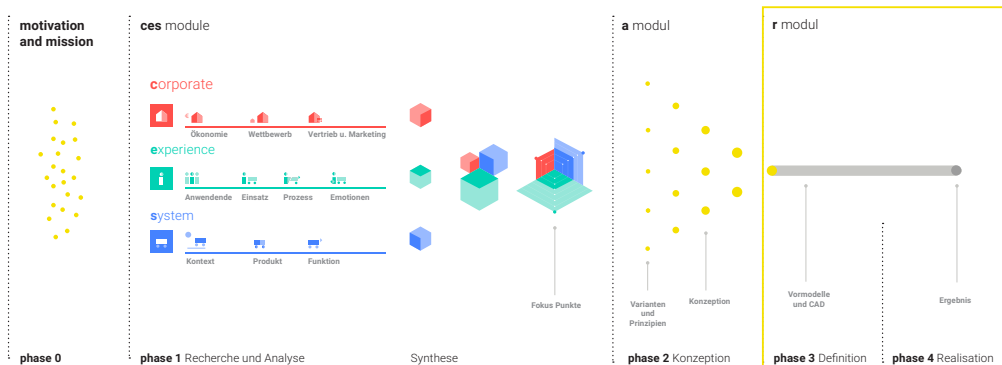 motivation
and mission
ces module
a modul
r modul
corporate
Ökonomie
Wettbewerb
Vertrieb u. Marketing
experience
Anwendende
Einsatz
Prozess
Emotionen
system
Kontext
Produkt
Funktion
Fokus Punkte
Varianten
und
Prinzipien
Konzeption
Vormodelle
und CAD
Ergebnis
phase 0
phase 1 Recherche und Analyse
Synthese
phase 2 Konzeption
phase 3 Definition
phase 4 Realisation